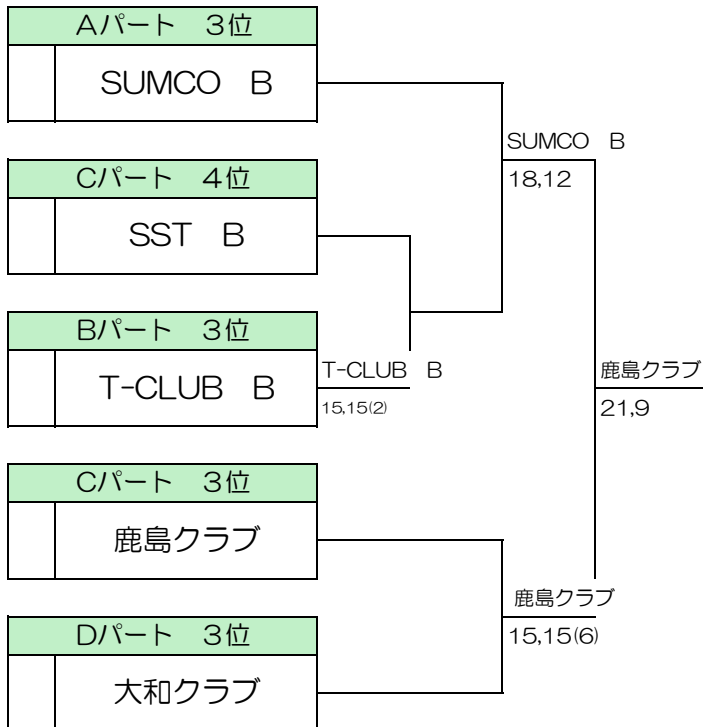 Aパート　3位
SUMCO　B
SUMCO　B
18,12
Cパート　4位
SST　B
Bパート　3位
T-CLUB　B
T-CLUB　B
15,15(2)
鹿島クラブ
21,9
Cパート　3位
鹿島クラブ
鹿島クラブ
15,15(6)
Dパート　3位
大和クラブ